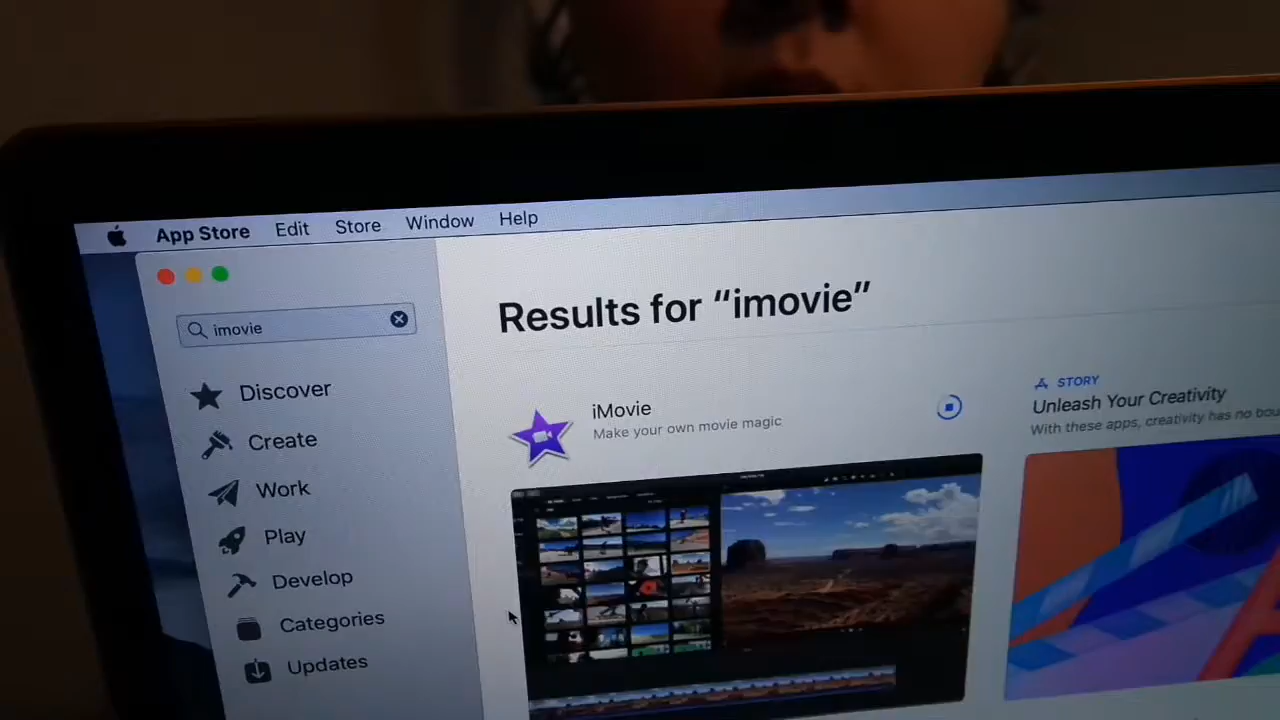 App Store Edit Store Window Help
imovie
Discover
Create
Work
Play
Develop
Categories
Updates
Results for “imovie”
iMovie
Make your own movie magic
STORY
Unleash Your Creativity
With these apps, creativity has no